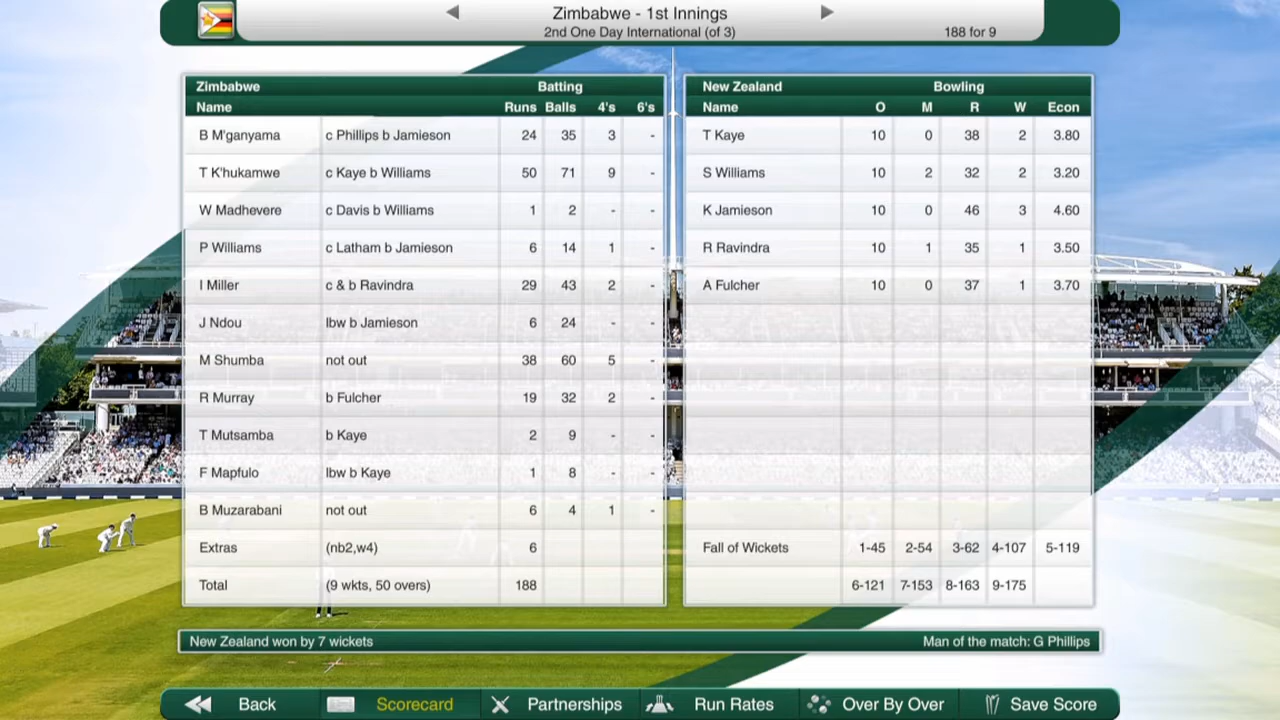 Zimbabwe - 1st Innings
2nd One Day International (of 3) 188 for 9
Zimbabwe Batting
Name Runs Balls 4's 6's
B M'ganyama c Phillips b Jamieson 24 35 3 -
T K'hukamwe c Kaye b Williams 50 71 9 -
W Madhevere c Davis b Williams 1 2 - -
P Williams c Latham b Jamieson 6 14 1 -
I Miller c & b Ravindra 29 43 2 -
J Ndou lbw b Jamieson 6 24 - -
M Shumba not out 38 60 5 -
R Murray b Fulcher 19 32 2 -
T Mutsamba b Kaye 2 9 - -
F Mapfulo lbw b Kaye 1 8 - -
B Muzarabani not out 6 4 1 -
Extras (nb2,w4) 6
Total (9 wkts, 50 overs) 188
New Zealand Bowling
Name O M R W Econ
T Kaye 10 0 38 2 3.80
S Williams 10 2 32 2 3.20
K Jamieson 10 0 46 3 4.60
R Ravindra 10 1 35 1 3.50
A Fulcher 10 0 37 1 3.70
Fall of Wickets 1-45 2-54 3-62 4-107 5-119
6-121 7-153 8-163 9-175
New Zealand won by 7 wickets Man of the match: G Phillips
Back Scorecard Partnerships Run Rates Over By Over Save Score